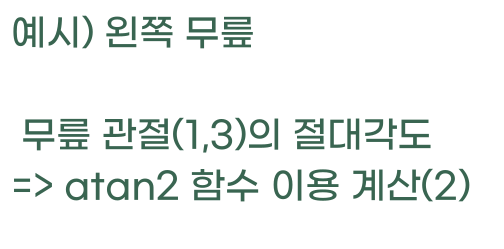 예시) 왼쪽 무릎
무릎 관절(1,3)의 절대각도
=> atan2 함수 이용 계산(2)